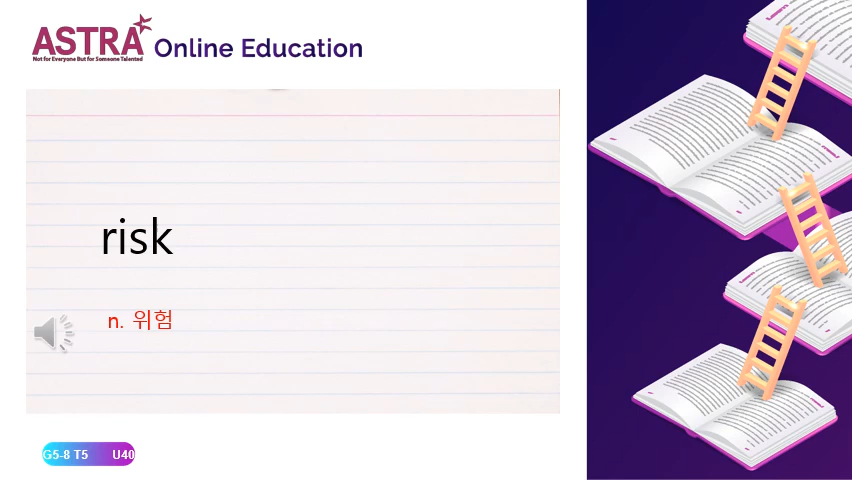 ASTRA
Not for Everyone But for Someone Talented
Online Education
risk
n. 위험
G5-8 T5 U40